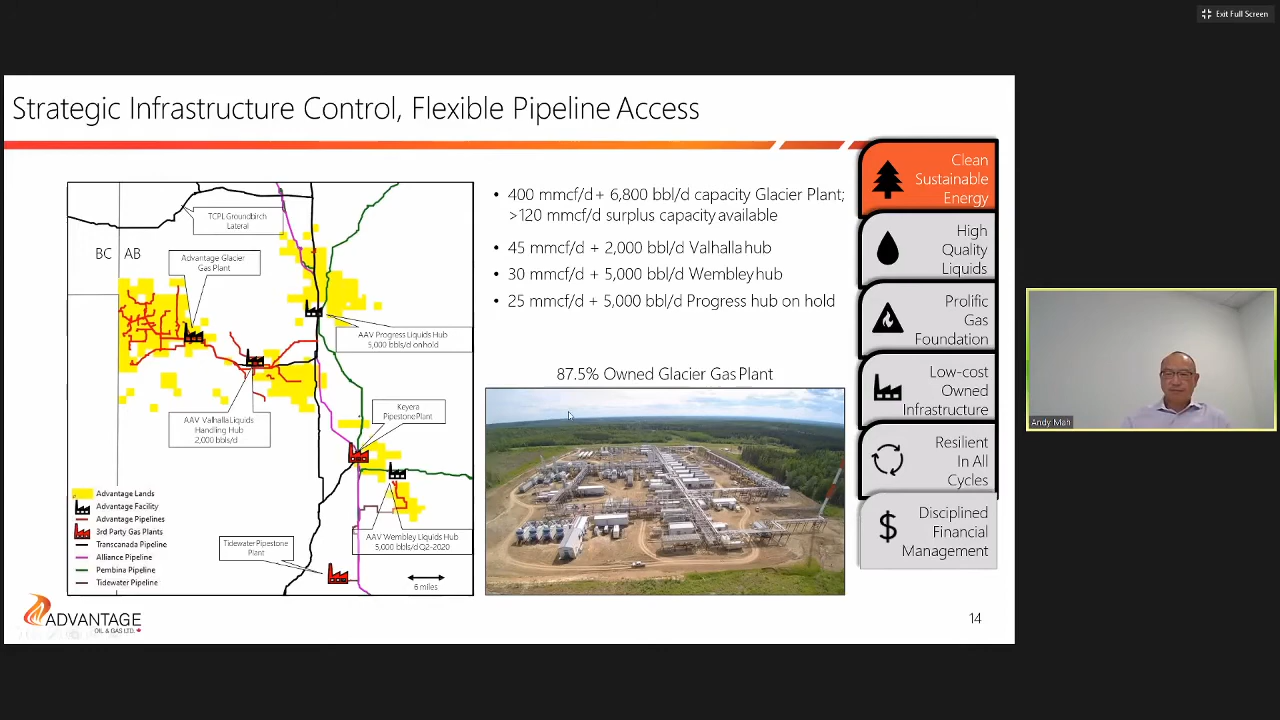 Exit Full Screen
Strategic Infrastructure Control, Flexible Pipeline Access
TCPL Groundbirch
Lateral
BC
AB
Advantage Glacier
Gas Plant
AAV Progress Liquids Hub
5,000 bbls/d onhold
AAV Valhalla Liquids
Handling Hub
2,000 bbls/d
Keyera
Pipestone Plant
AAV Wembley Liquids Hub
5,000 bbls/d Q2-2020
Tidewater Pipestone
Plant
6 miles
Advantage Lands
Advantage Facility
Advantage Pipelines
3rd Party Gas Plants
Transcanada Pipeline
Alliance Pipeline
Pembina Pipeline
Tidewater Pipeline
• 400 mmcf/d + 6,800 bbl/d capacity Glacier Plant;
>120 mmcf/d surplus capacity available
• 45 mmcf/d + 2,000 bbl/d Valhalla hub
• 30 mmcf/d + 5,000 bbl/d Wembley hub
• 25 mmcf/d + 5,000 bbl/d Progress hub on hold
87.5% Owned Glacier Gas Plant
Clean
Sustainable
Energy
High
Quality
Liquids
Prolific
Gas
Foundation
Low-cost
Owned
Infrastructure
Resilient
In All
Cycles
$
Disciplined
Financial
Management
ADVANTAGE
OIL & GAS LTD.
14
Andy Mah